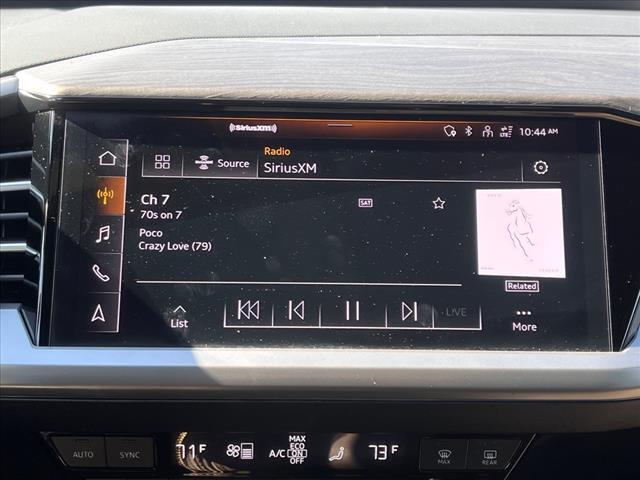 ((SiriusXM))
10:44 AM
Source
Radio
SiriusXM
Ch 7
70s on 7
SAT
Poco
Crazy Love (79)
Related
List
LIVE
More
AUTO
SYNC
71 F
A/C
MAX
ECO
ON
OFF
73 F
MAX
REAR